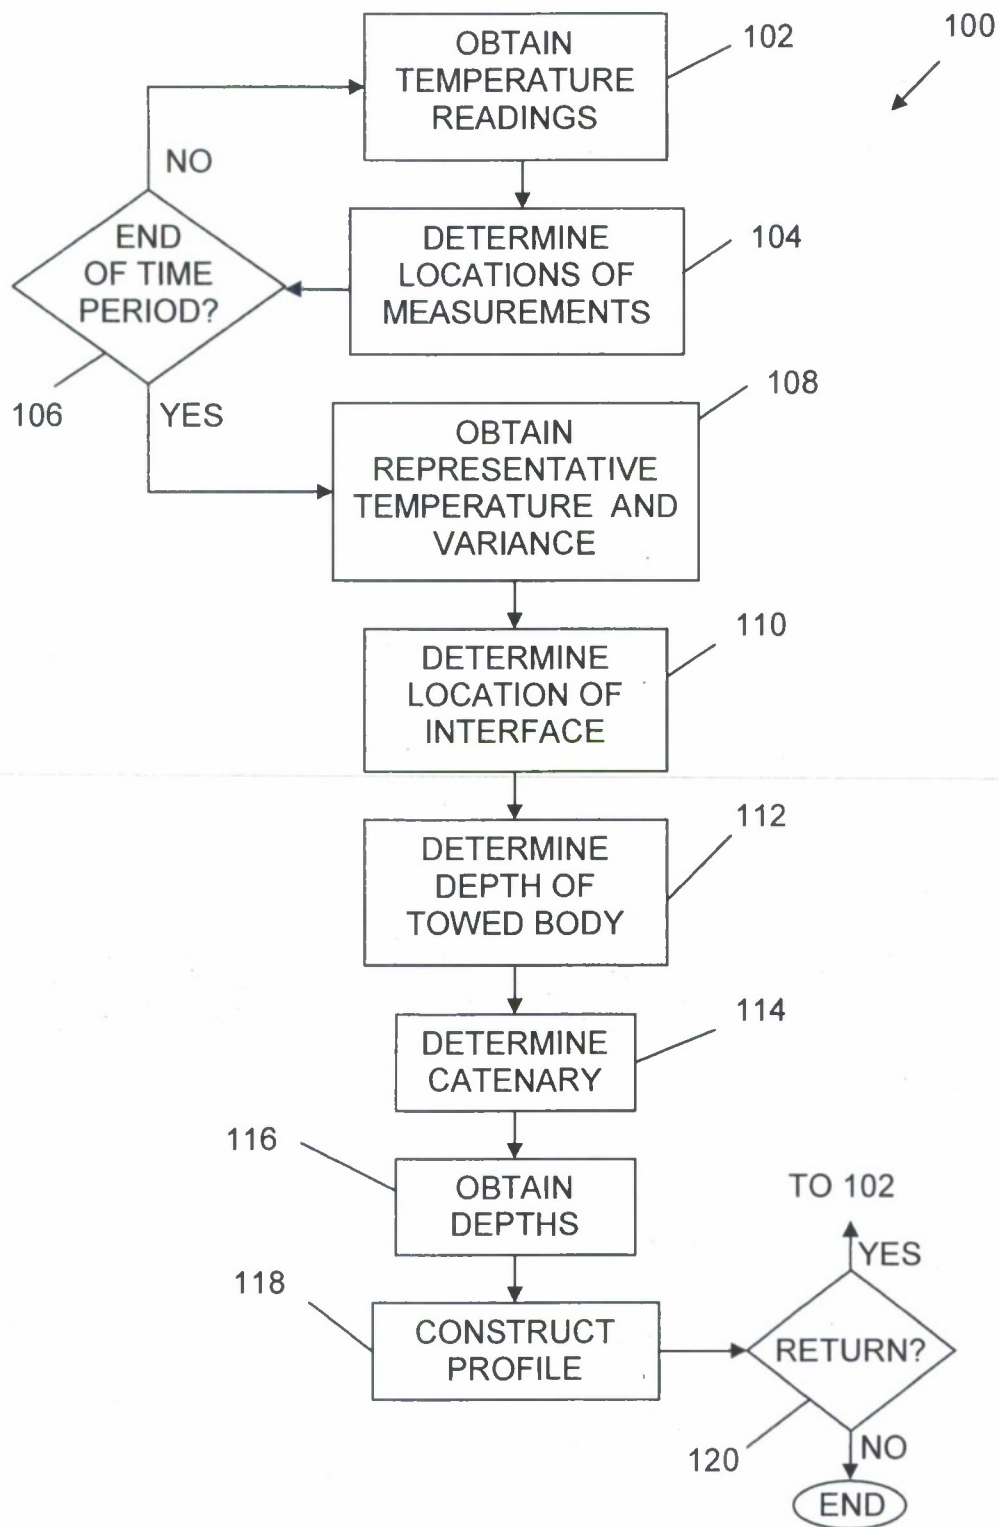 100
OBTAIN
TEMPERATURE
READINGS
102
NO
DETERMINE
LOCATIONS OF
MEASUREMENTS
104
END
OF TIME
PERIOD?
106
YES
OBTAIN
REPRESENTATIVE
TEMPERATURE AND
VARIANCE
108
DETERMINE
LOCATION OF
INTERFACE
110
DETERMINE
DEPTH OF
TOWED BODY
112
DETERMINE
CATENARY
114
OBTAIN
DEPTHS
116
CONSTRUCT
PROFILE
118
TO 102
YES
RETURN?
120
NO
END